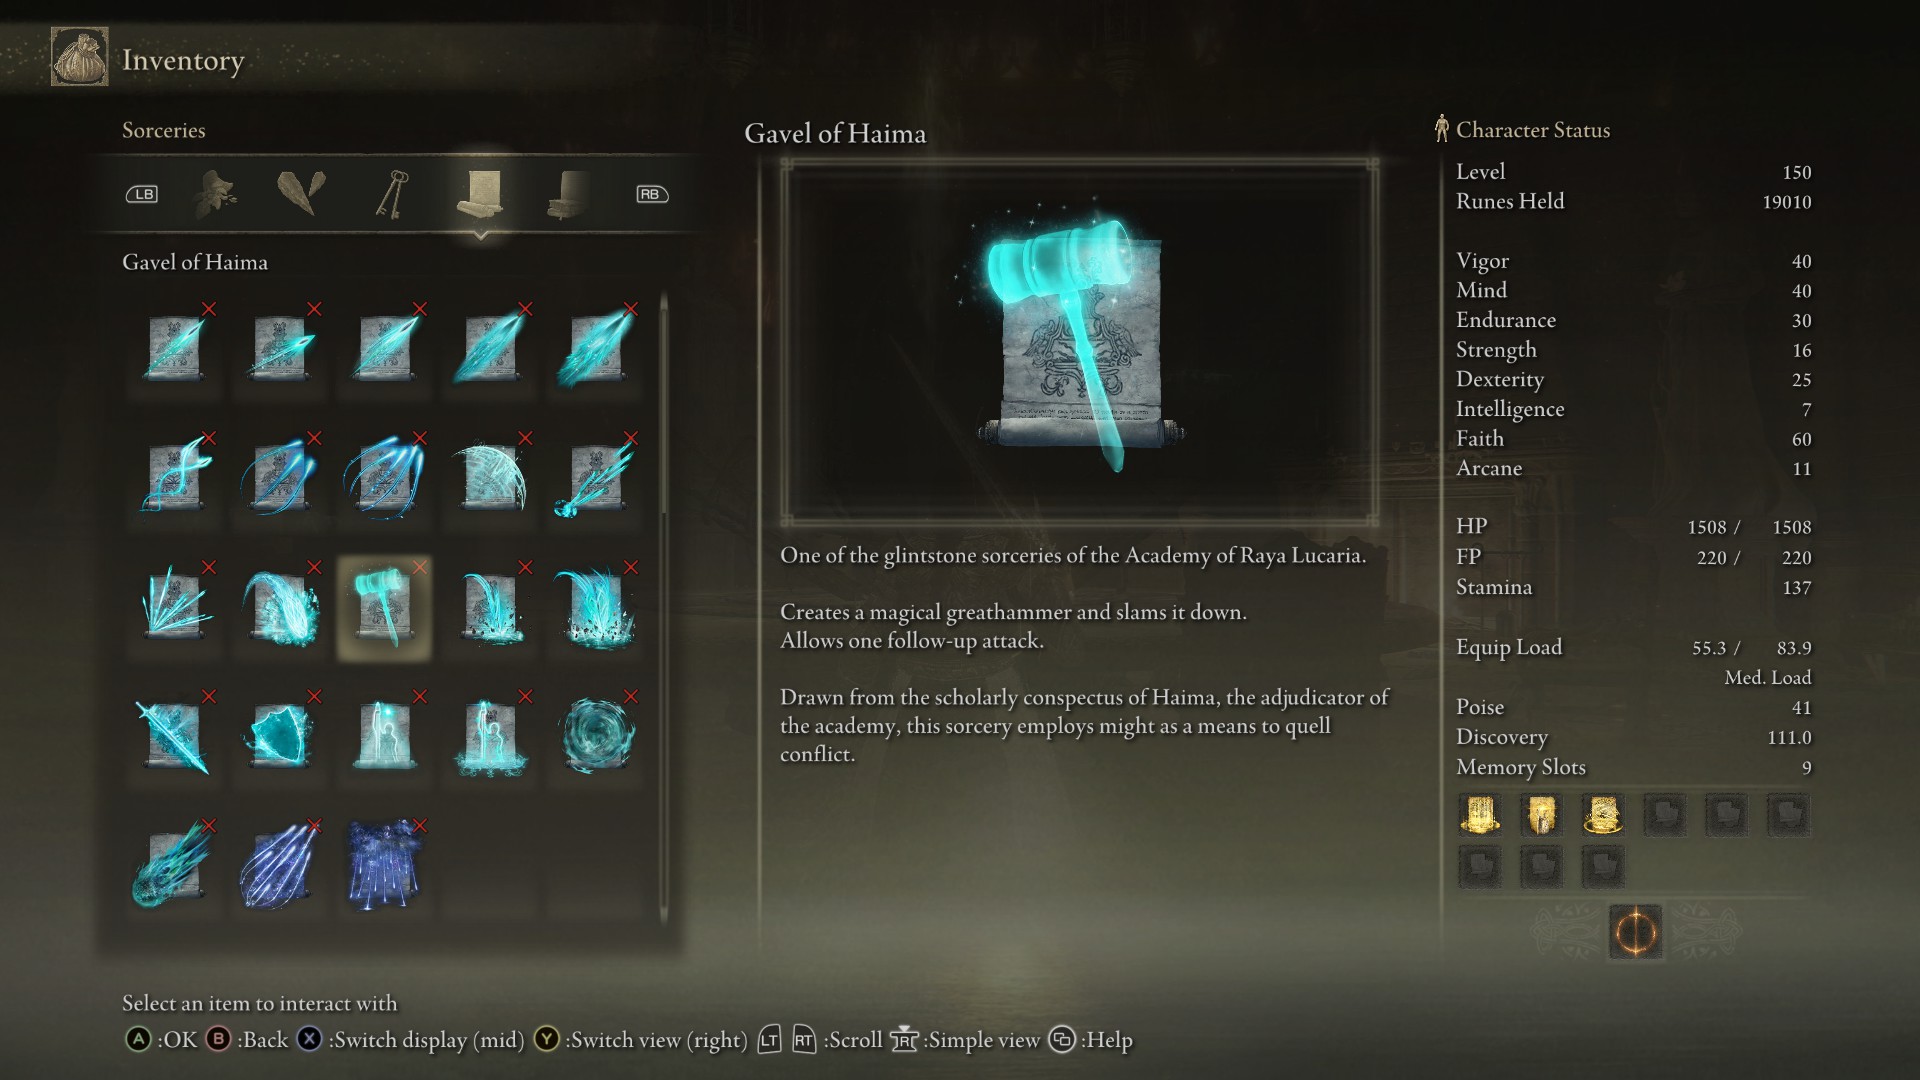 Inventory
Sorceries
LB
RB
Gavel of Haima
Gavel of Haima
One of the glintstone sorceries of the Academy of Raya Lucaria.
Creates a magical greathammer and slams it down.
Allows one follow-up attack.
Drawn from the scholarly conspectus of Haima, the adjudicator of
the academy, this sorcery employs might as a means to quell
conflict.
Character Status
Level 150
Runes Held 19010
Vigor 40
Mind 40
Endurance 30
Strength 16
Dexterity 25
Intelligence 7
Faith 60
Arcane 11
HP 1508 / 1508
FP 220 / 220
Stamina 137
Equip Load 55.3 / 83.9
Med. Load
Poise 41
Discovery 111.0
Memory Slots 9
Select an item to interact with
A :OK B :Back X :Switch display (mid) Y :Switch view (right) LT RT :Scroll R :Simple view :Help